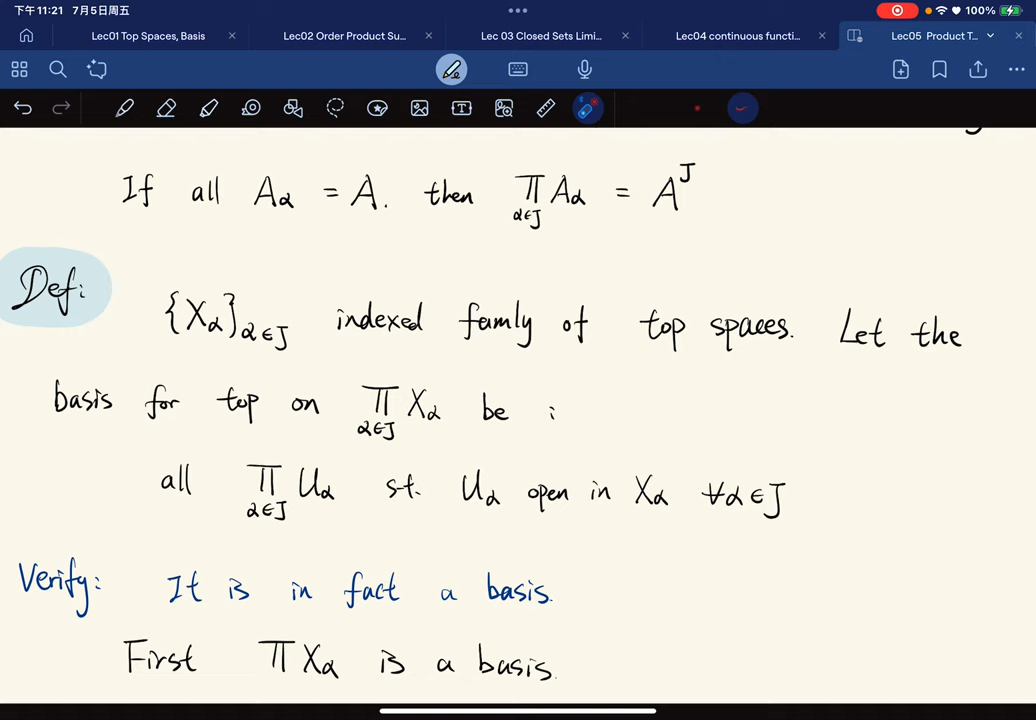 下午11:21 7月5日周五
100%
Lec01 Top Spaces, Basis
Lec02 Order Product Su...
Lec 03 Closed Sets Limi...
Lec04 continuous functi...
Lec05 Product T...
If all Aα = A. then ∏_{α∈J} Aα = A^J
Def:
{Xα}_{α∈J} indexed famly of top spaces. Let the
basis for top on ∏_{α∈J} Xα be :
all ∏_{α∈J} Uα st. Uα open in Xα ∀α∈J
Verify: It is in fact a basis.
First ∏Xα is a basis.